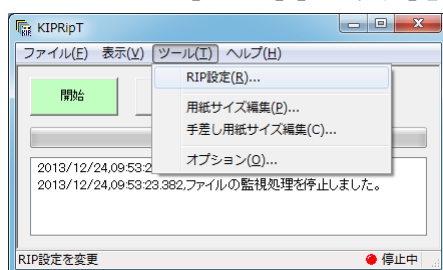 KIPRipT
ファイル(F) 表示(V) ツール(T) ヘルプ(H)
RIP設定(R)...
開始
用紙サイズ編集(P)...
手差し用紙サイズ編集(C)...
オプション(O)...
2013/12/24,09:53:2
2013/12/24,09:53:23.382,ファイルの監視処理を停止しました。
RIP設定を変更 停止中